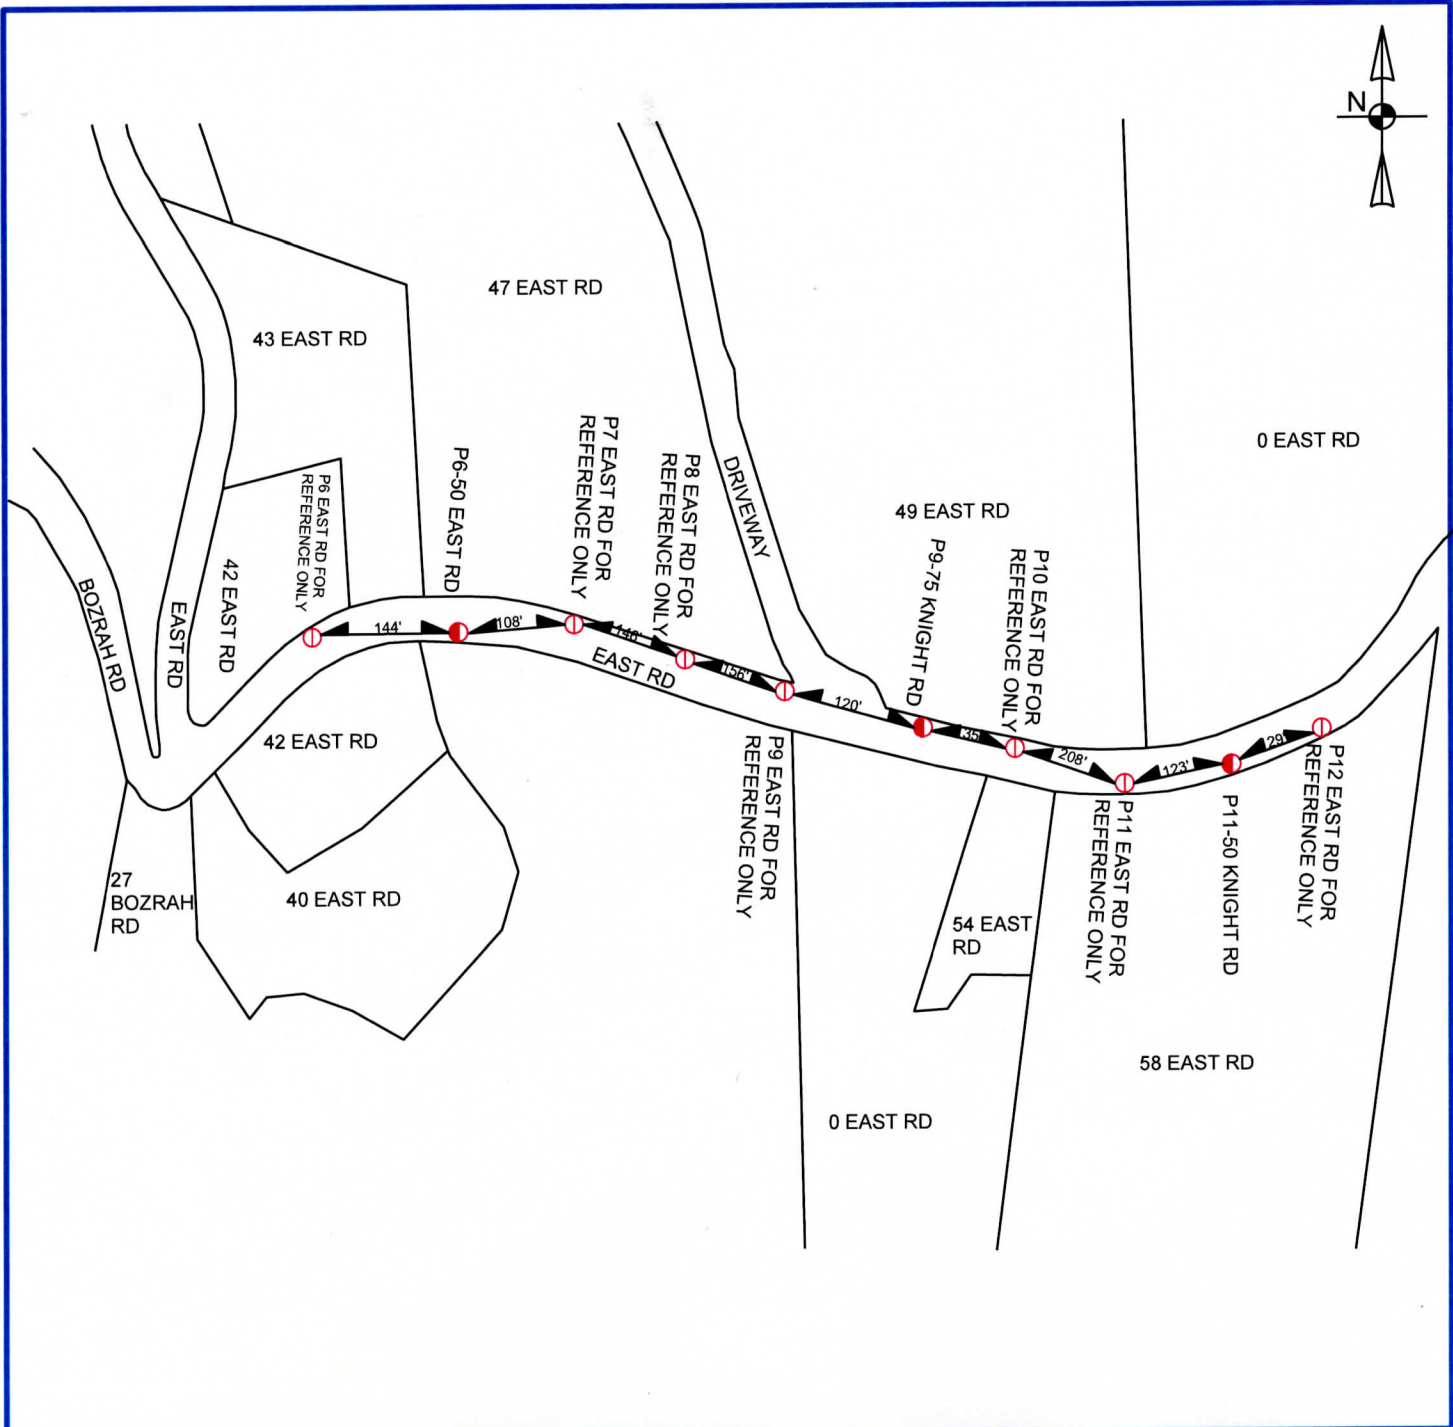 N
47 EAST RD
43 EAST RD
0 EAST RD
P7 EAST RD FOR
REFERENCE ONLY
P6-50 EAST RD
P8 EAST RD FOR
REFERENCE ONLY
DRIVEWAY
P6 EAST RD FOR
REFERENCE ONLY
49 EAST RD
P9-75 KNIGHT RD
P10 EAST RD FOR
REFERENCE ONLY
42 EAST RD
BOZRAH RD
EAST RD
144'
108'
146'
EAST RD
156'
120'
35
208'
123'
29
42 EAST RD
P9 EAST RD FOR
REFERENCE ONLY
P12 EAST RD FOR
REFERENCE ONLY
P11 EAST RD FOR
REFERENCE ONLY
P11-50 KNIGHT RD
27
BOZRAH
RD
40 EAST RD
54 EAST
RD
58 EAST RD
0 EAST RD